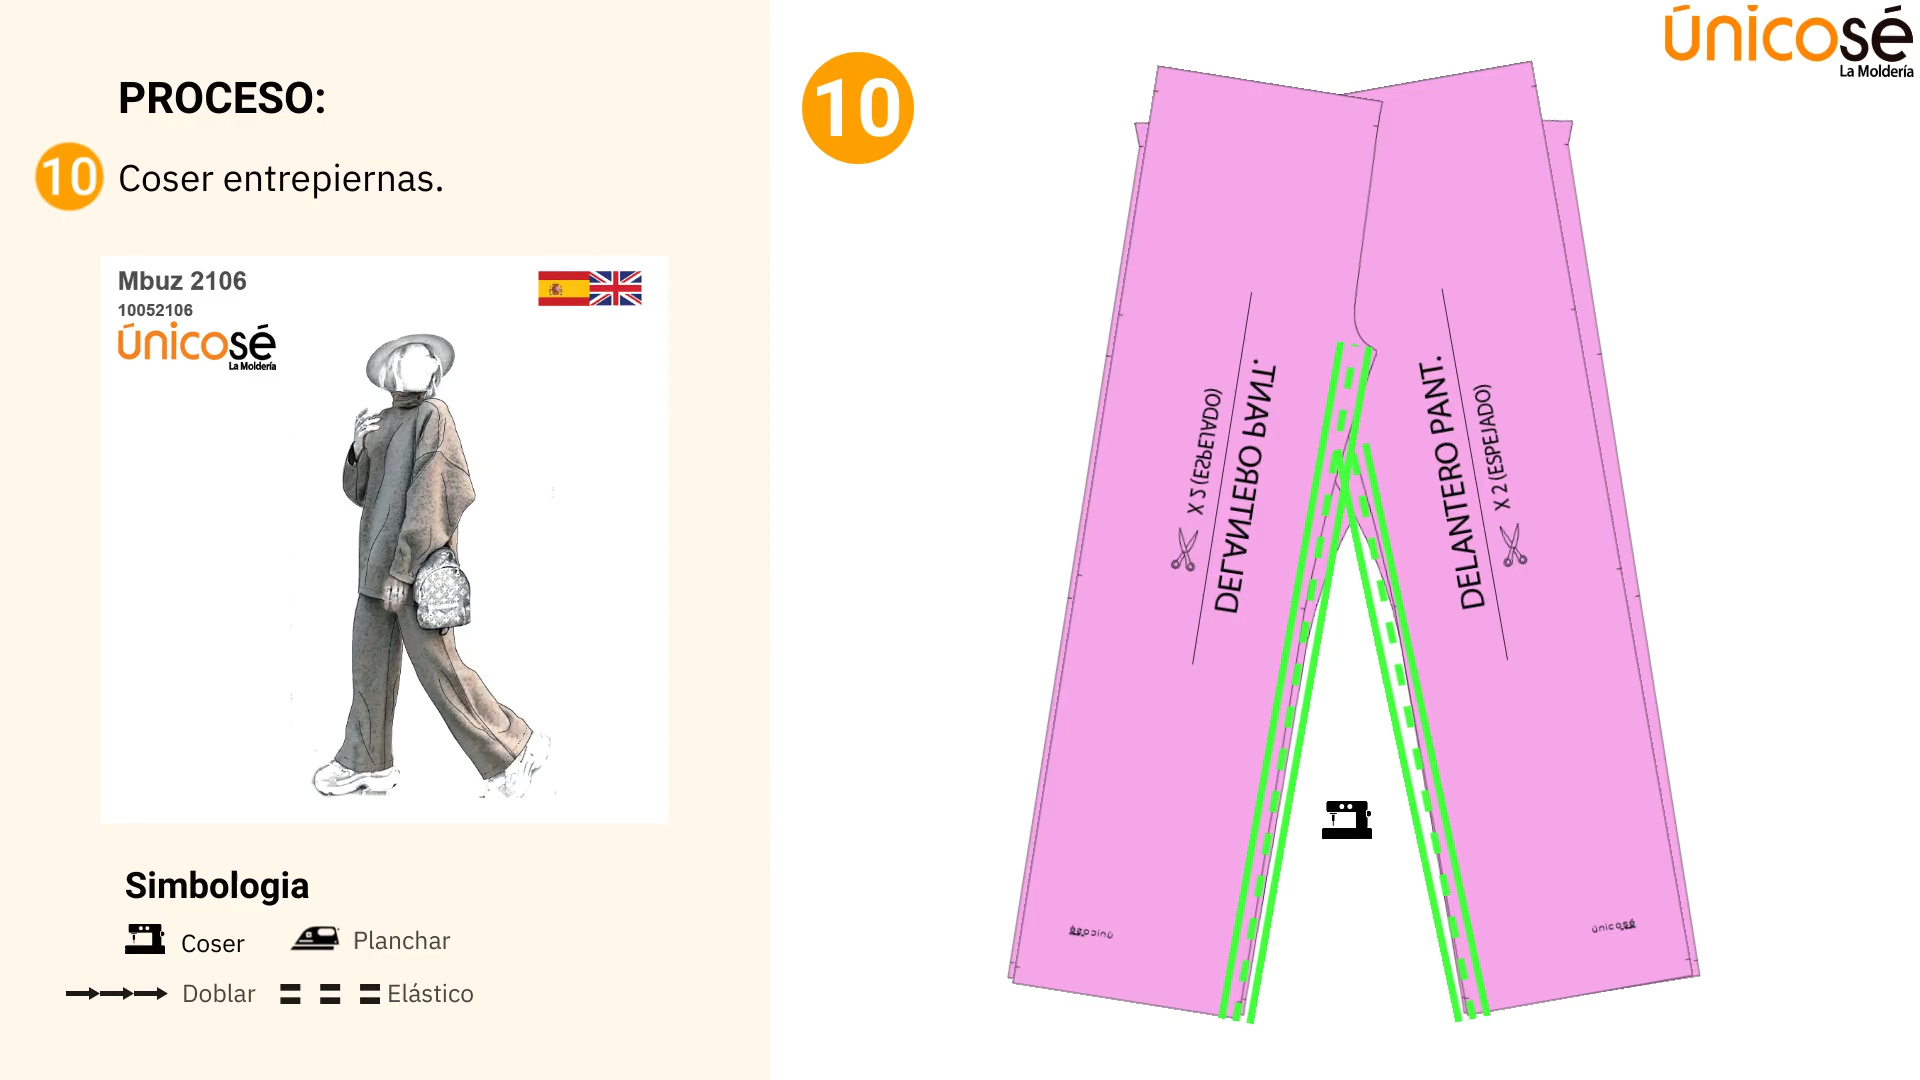 PROCESO:
10 Coser entrepiernas.
Mbuz 2106
10052106
únicosé
La Moldería
Simbologia
Coser
Planchar
Doblar
Elástico
10
únicosé
La Moldería
DELANTERO PANT.
X 2 (ESPEJADO)
DELANTERO PANT.
X 2 (ESPEJADO)
únicosé
únicosé